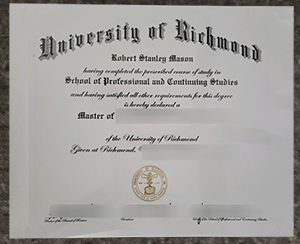 University of Richmond
Robert Stanley Mason
having completed the prescribed course of study in
School of Professional and Continuing Studies
and having satisfied all other requirements for this degree
is hereby declared a
Master of
of the University of Richmond
Given at Richmond,
President